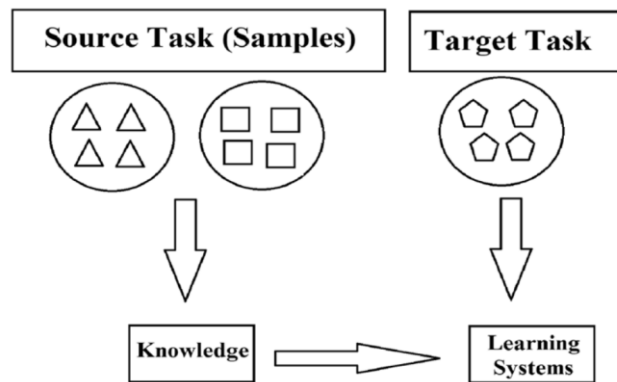 Source Task (Samples)
Target Task
Knowledge
Learning
Systems